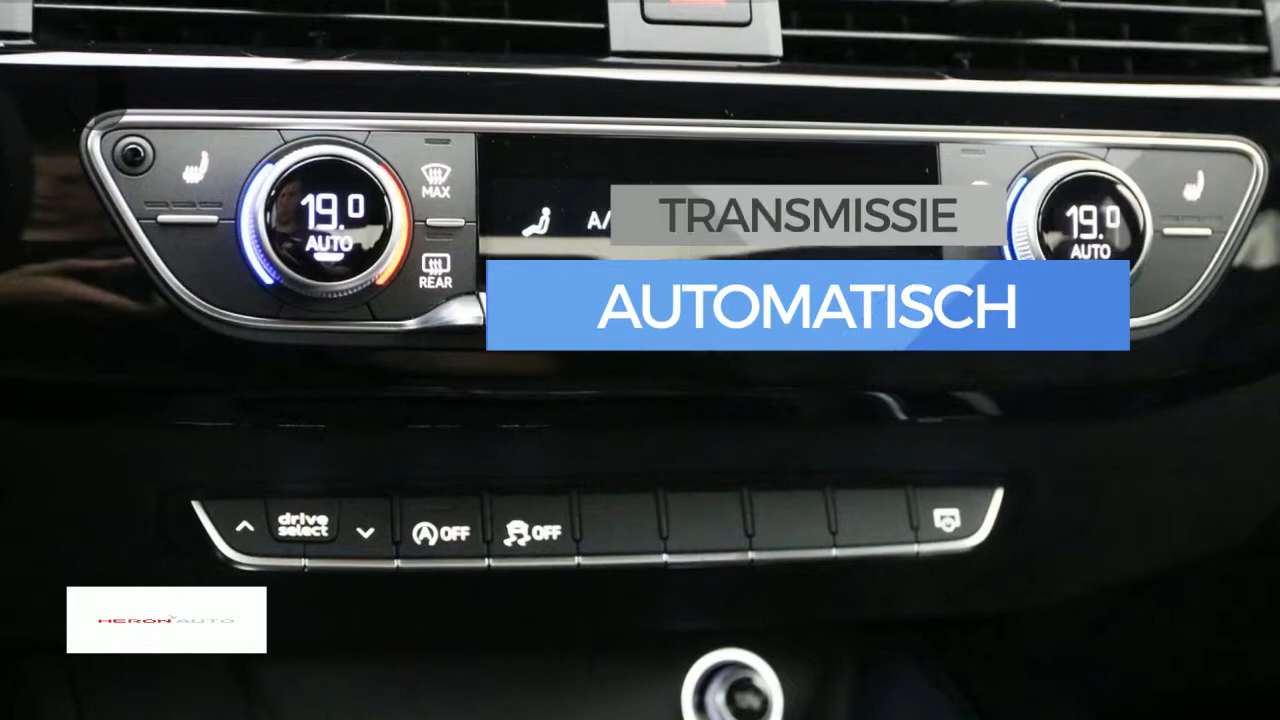 MAX
19.0
AUTO
REAR
A/
TRANSMISSIE
AUTOMATISCH
19.0
AUTO
drive
select
OFF
OFF
HERON AUTO